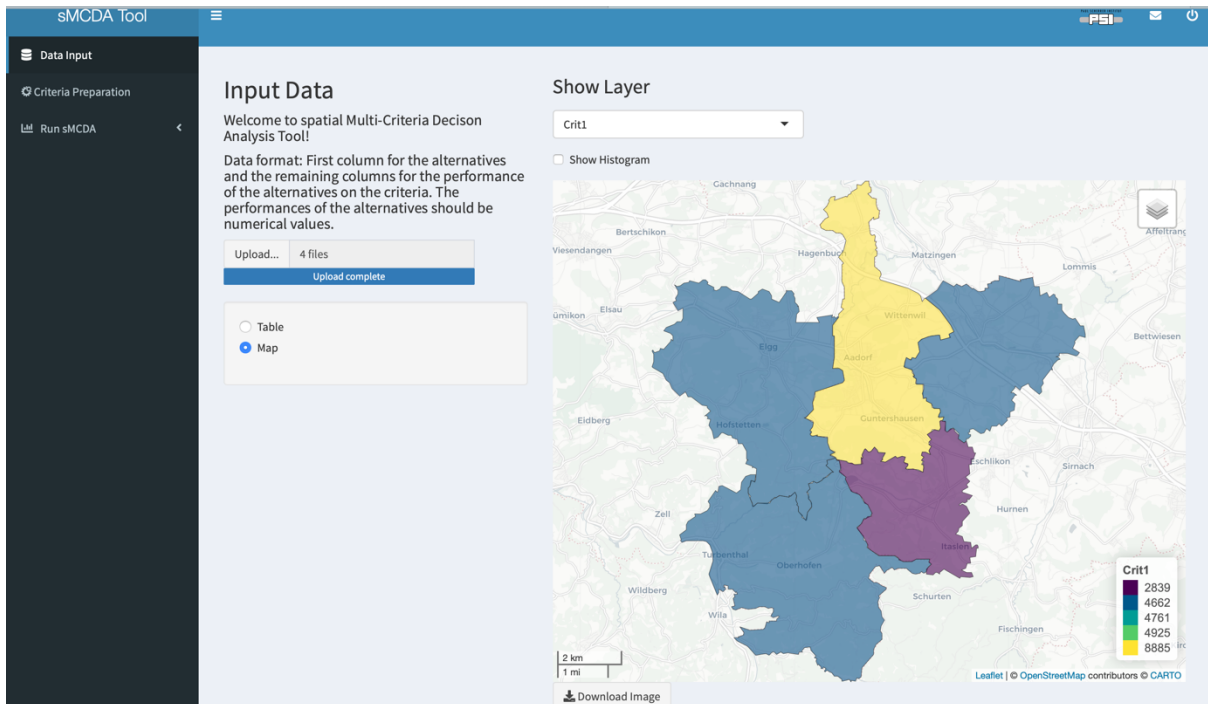 sMCDA Tool
PSI
Data Input
Criteria Preparation
Run sMCDA
Input Data
Welcome to spatial Multi-Criteria Decison
Analysis Tool!
Data format: First column for the alternatives
and the remaining columns for the performance
of the alternatives on the criteria. The
performances of the alternatives should be
numerical values.
Upload... 4 files
Upload complete
Table
Map
Show Layer
Crit1
Show Histogram
Gachnang
Bertschikon
Affeltrang
Viesendangen
Hagenbuch
Matzingen
Lommis
Elsau
ümikon
Wittenwil
Bettwiesen
Elgg
Aadorf
Eidberg
Hofstetten
Guntershausen
Eschlikon
Sirnach
Zell
Hurnen
Itaslen
Turbenthal
Oberhofen
Wildberg
Schurten
Wila
Fischingen
Crit1
2839
4662
4761
4925
8885
2 km
1 mi
Leaflet | © OpenStreetMap contributors © CARTO
Download Image